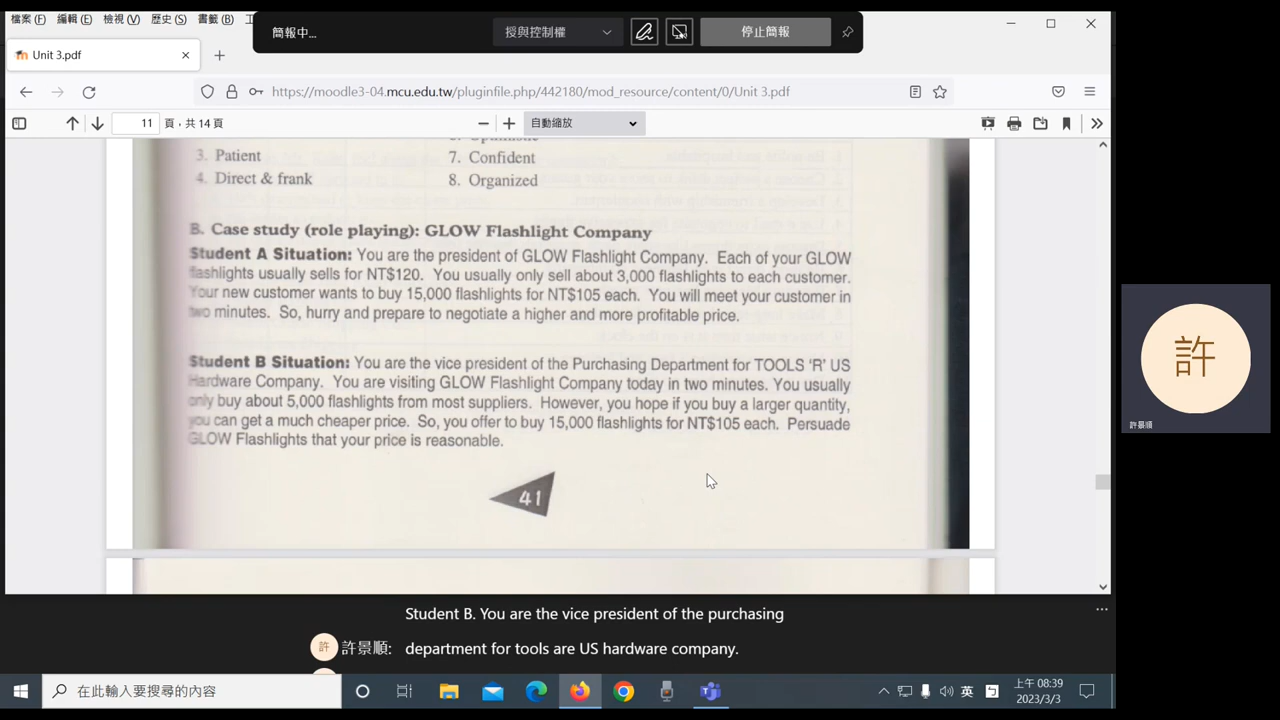 檔案(F) 編輯(E) 檢視(V) 歷史(S) 書籤(B)
簡報中...
授與控制權
停止簡報
Unit 3.pdf
https://moodle3-04.mcu.edu.tw/pluginfile.php/442180/mod_resource/content/0/Unit 3.pdf
11 頁，共 14 頁
自動縮放
3. Patient
7. Confident
4. Direct & frank
8. Organized
B. Case study (role playing): GLOW Flashlight Company
Student A Situation: You are the president of GLOW Flashlight Company. Each of your GLOW
flashlights usually sells for NT$120. You usually only sell about 3,000 flashlights to each customer.
Your new customer wants to buy 15,000 flashlights for NT$105 each. You will meet your customer in
two minutes. So, hurry and prepare to negotiate a higher and more profitable price.
Student B Situation: You are the vice president of the Purchasing Department for TOOLS 'R' US
Hardware Company. You are visiting GLOW Flashlight Company today in two minutes. You usually
only buy about 5,000 flashlights from most suppliers. However, you hope if you buy a larger quantity,
you can get a much cheaper price. So, you offer to buy 15,000 flashlights for NT$105 each. Persuade
GLOW Flashlights that your price is reasonable.
41
許
許景順
Student B. You are the vice president of the purchasing
許 許景順: department for tools are US hardware company.
在此輸入要搜尋的內容
英
上午 08:39
2023/3/3